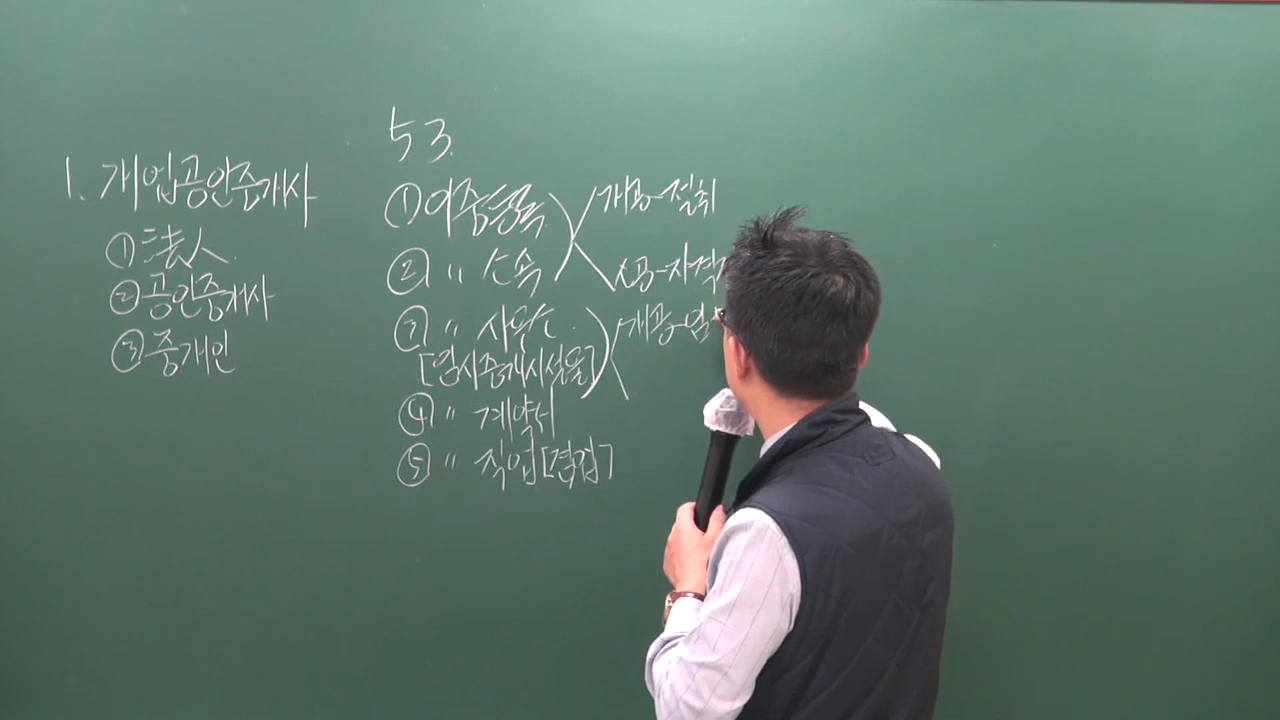 1. 개업공인중개사
① 法人.
② 공인중개사
③ 중개인
53.
① 이중등록
② 〃 소속
③ 〃 사무소
[임시중개시설물]
④ 〃 계약서
⑤ 〃 직업[겸업]
개공-절취
소공-자격
개공-임